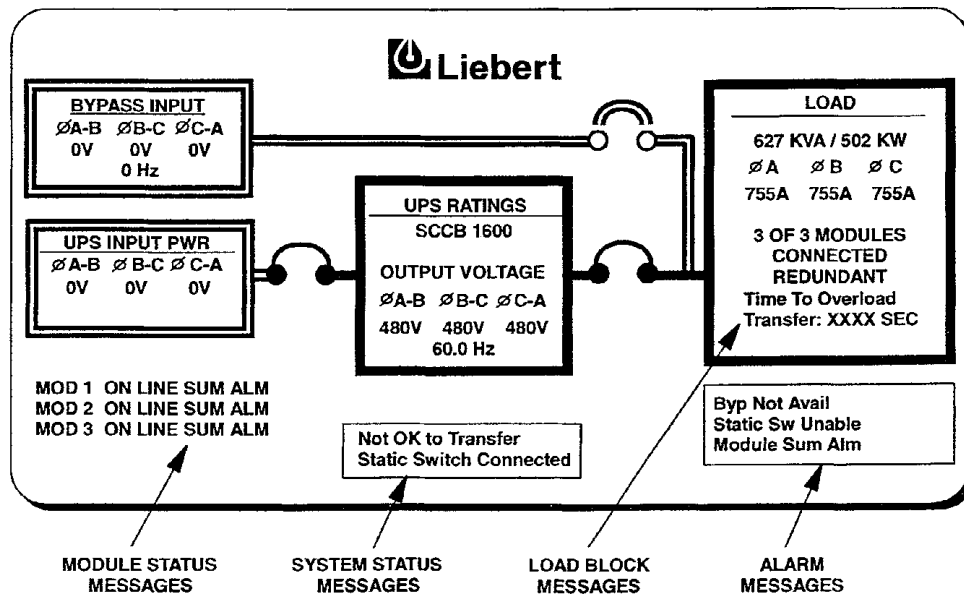 Liebert
BYPASS INPUT
ØA-B ØB-C ØC-A
0V 0V 0V
0 Hz
UPS INPUT PWR
ØA-B ØB-C ØC-A
0V 0V 0V
UPS RATINGS
SCCB 1600
OUTPUT VOLTAGE
ØA-B ØB-C ØC-A
480V 480V 480V
60.0 Hz
LOAD
627 KVA / 502 KW
ØA ØB ØC
755A 755A 755A
3 OF 3 MODULES
CONNECTED
REDUNDANT
Time To Overload
Transfer: XXXX SEC
MOD 1 ON LINE SUM ALM
MOD 2 ON LINE SUM ALM
MOD 3 ON LINE SUM ALM
Not OK to Transfer
Static Switch Connected
Byp Not Avail
Static Sw Unable
Module Sum Alm
MODULE STATUS
MESSAGES
SYSTEM STATUS
MESSAGES
LOAD BLOCK
MESSAGES
ALARM
MESSAGES